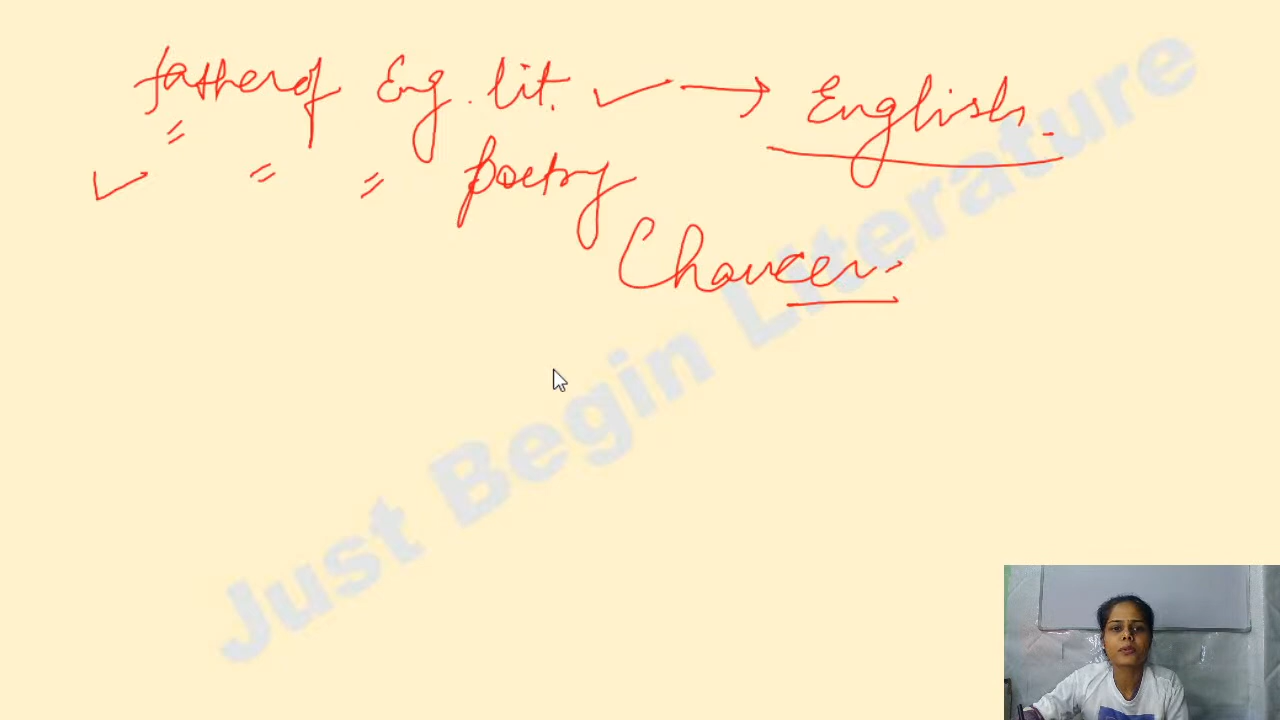 father of Eng. lit. ✓ → English.
" 
✓ " " Poetry
Chaucer.
Just Begin Literature